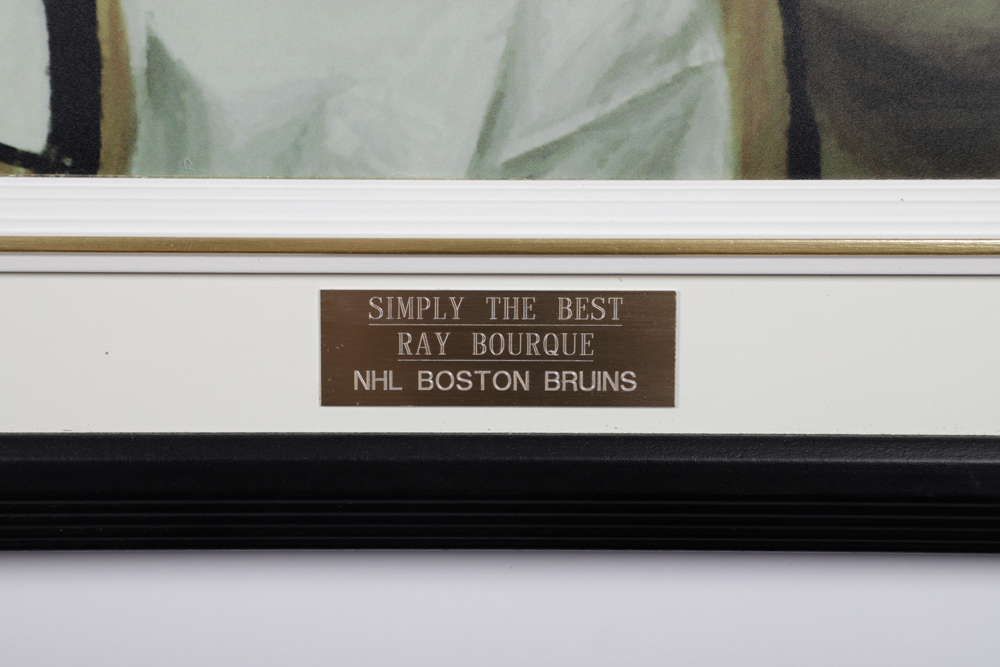 SIMPLY THE BEST
RAY BOURQUE
NHL BOSTON BRUINS